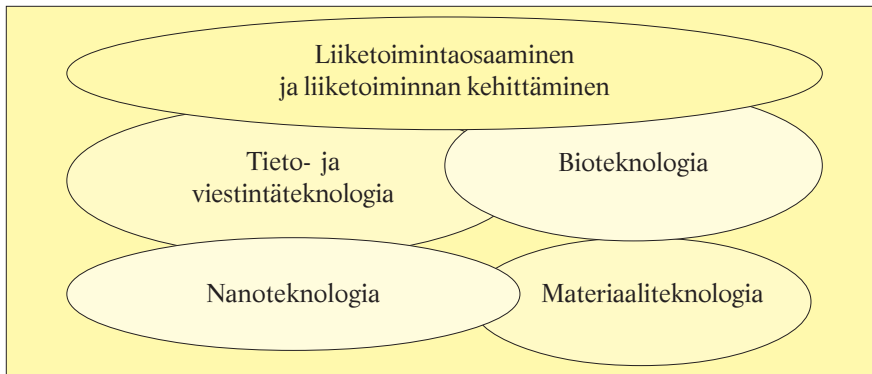 Liiketoimintaosaaminen
ja liiketoiminnan kehittäminen
Tieto- ja
viestintäteknologia
Bioteknologia
Nanoteknologia
Materiaaliteknologia